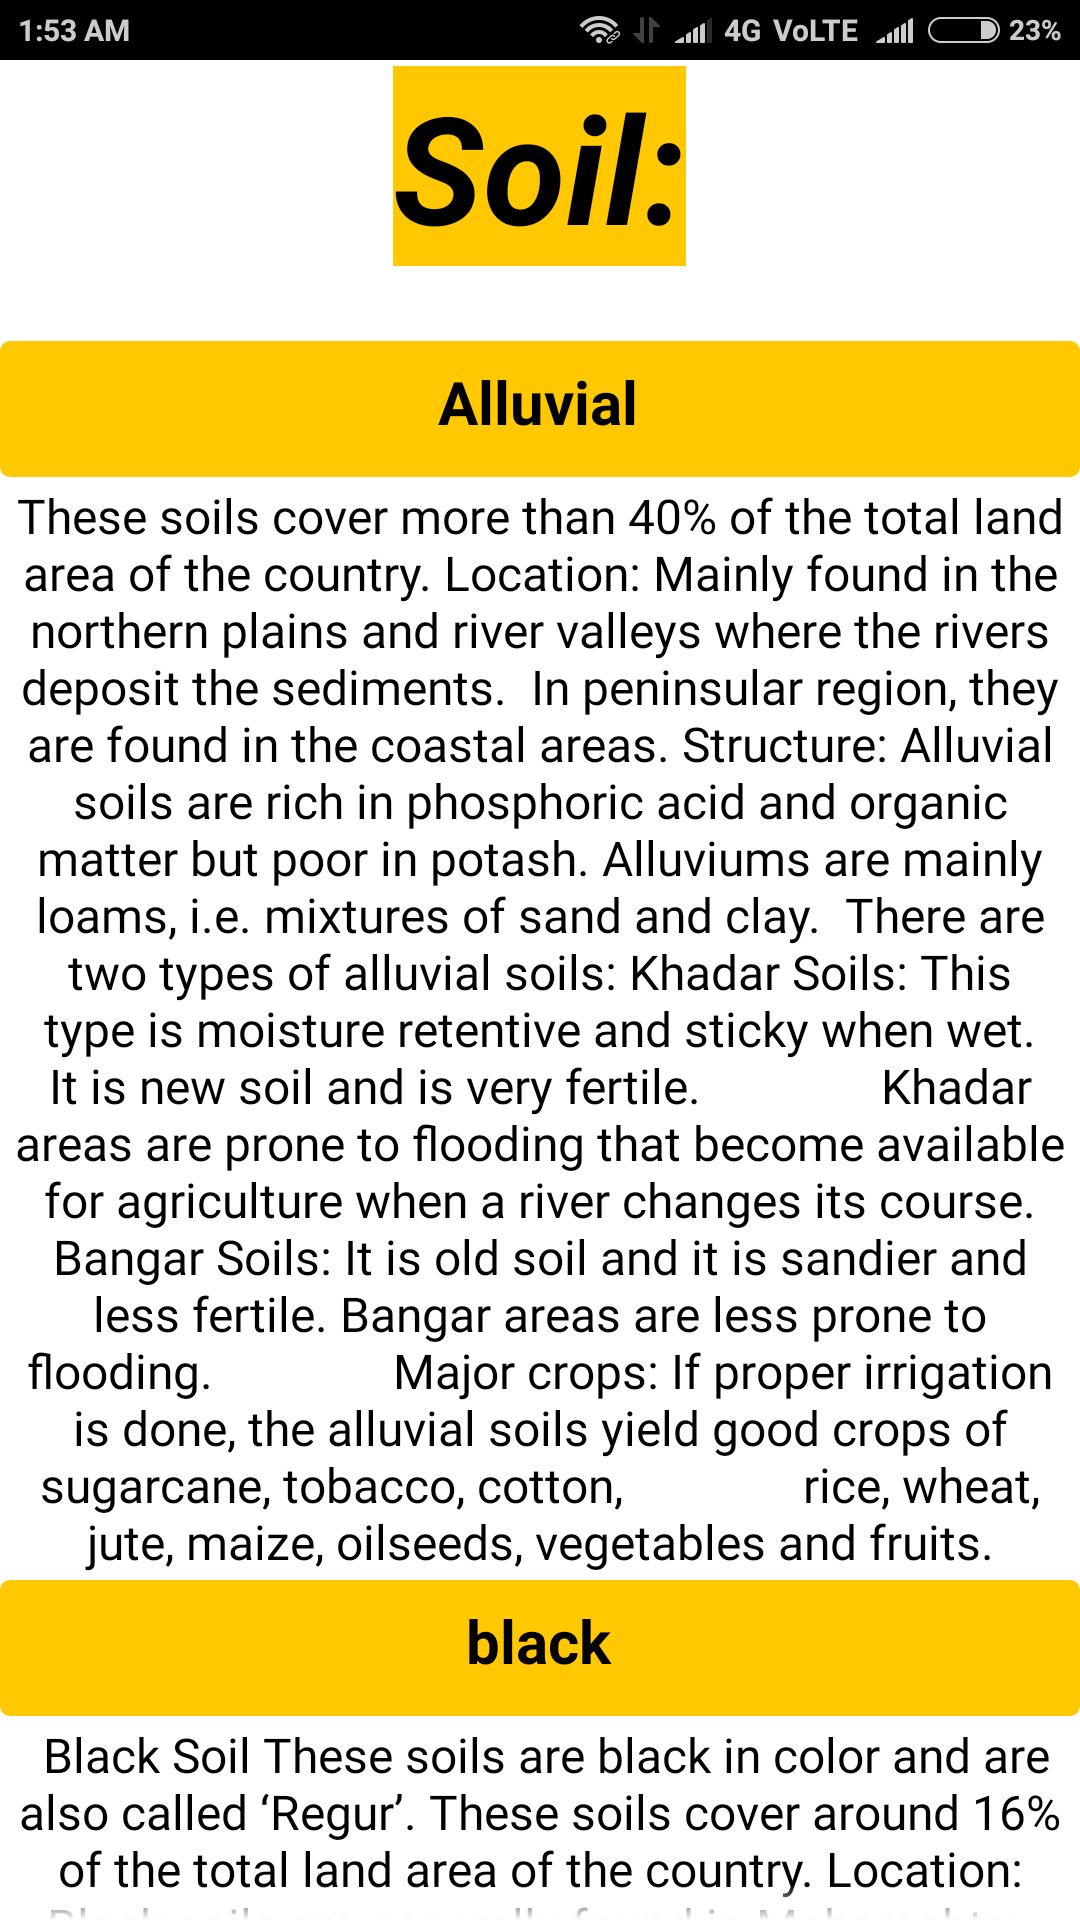 1:53 AM 4G VoLTE 23%
Soil:
Alluvial
These soils cover more than 40% of the total land
area of the country. Location: Mainly found in the
northern plains and river valleys where the rivers
deposit the sediments.  In peninsular region, they
are found in the coastal areas. Structure: Alluvial
soils are rich in phosphoric acid and organic
matter but poor in potash. Alluviums are mainly
loams, i.e. mixtures of sand and clay.  There are
two types of alluvial soils: Khadar Soils: This
type is moisture retentive and sticky when wet.
It is new soil and is very fertile. Khadar
areas are prone to flooding that become available
for agriculture when a river changes its course.
Bangar Soils: It is old soil and it is sandier and
less fertile. Bangar areas are less prone to
flooding. Major crops: If proper irrigation
is done, the alluvial soils yield good crops of
sugarcane, tobacco, cotton, rice, wheat,
jute, maize, oilseeds, vegetables and fruits.
black
Black Soil These soils are black in color and are
also called ‘Regur’. These soils cover around 16%
of the total land area of the country. Location: